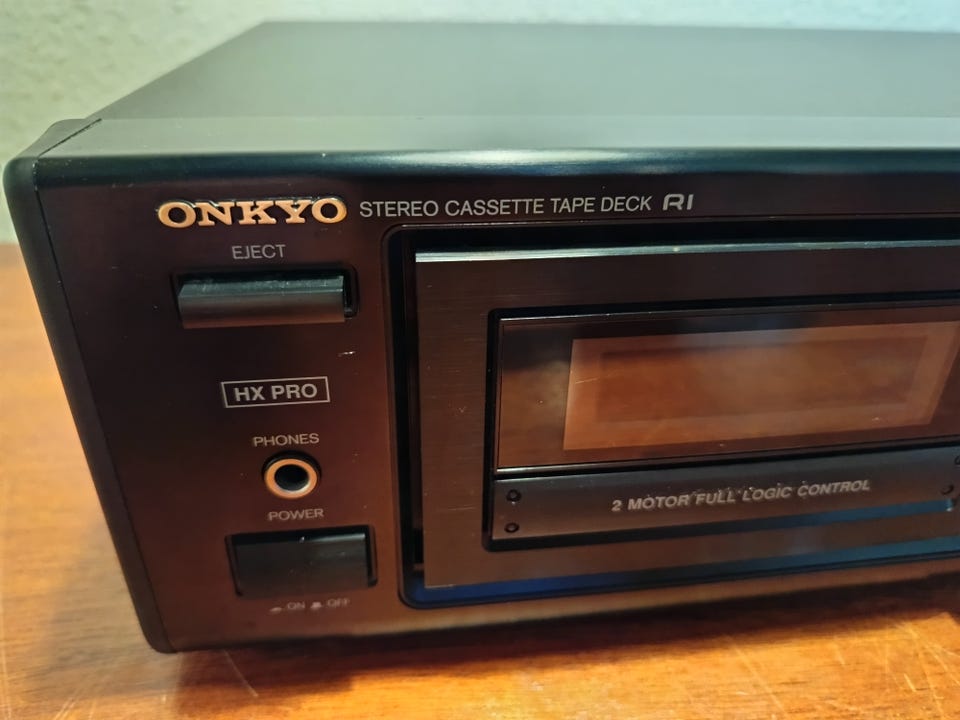 ONKYO STEREO CASSETTE TAPE DECK RI
EJECT
HX PRO
PHONES
POWER
2 MOTOR FULL LOGIC CONTROL
ON OFF